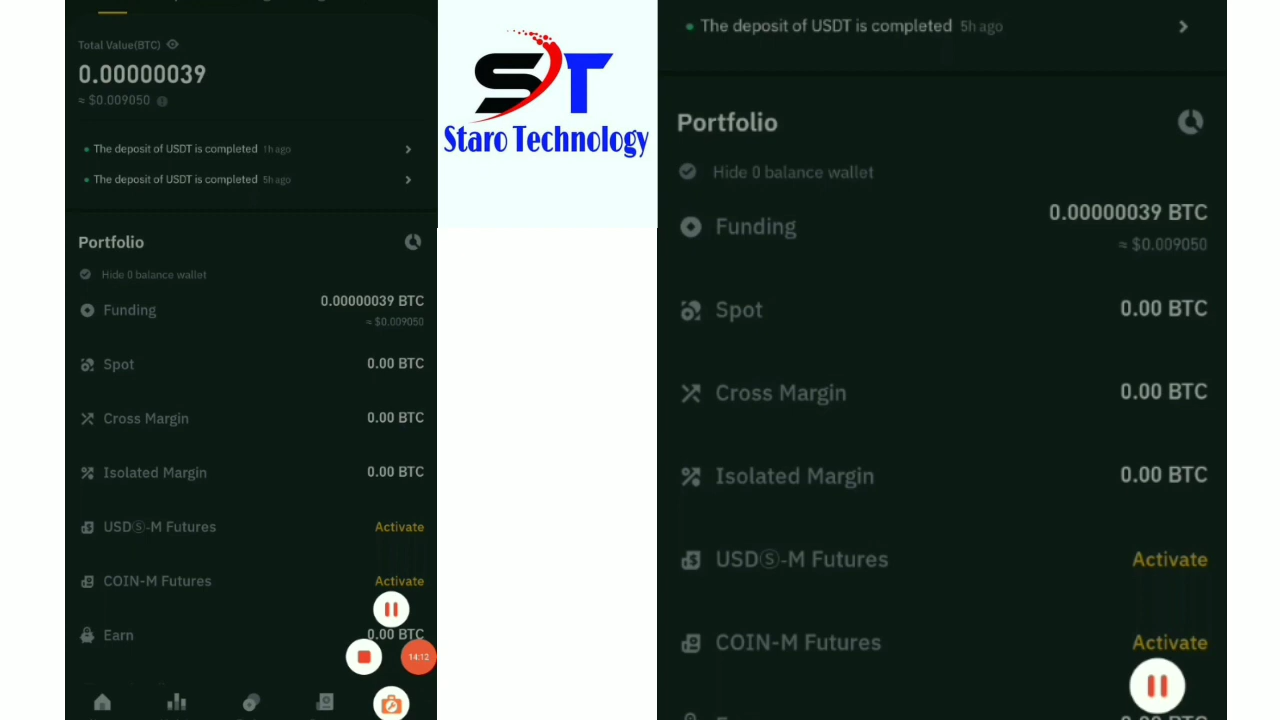 Total Value(BTC)
0.00000039
≈ $0.009050
The deposit of USDT is completed 1h ago
The deposit of USDT is completed 5h ago
Portfolio
Hide 0 balance wallet
Funding 0.00000039 BTC
≈ $0.009050
Spot 0.00 BTC
Cross Margin 0.00 BTC
Isolated Margin 0.00 BTC
USDⓈ-M Futures Activate
COIN-M Futures Activate
Earn 0.00 BTC
14:12
ST
Staro Technology
The deposit of USDT is completed 5h ago
Portfolio
Hide 0 balance wallet
Funding 0.00000039 BTC
≈ $0.009050
Spot 0.00 BTC
Cross Margin 0.00 BTC
Isolated Margin 0.00 BTC
USDⓈ-M Futures Activate
COIN-M Futures Activate